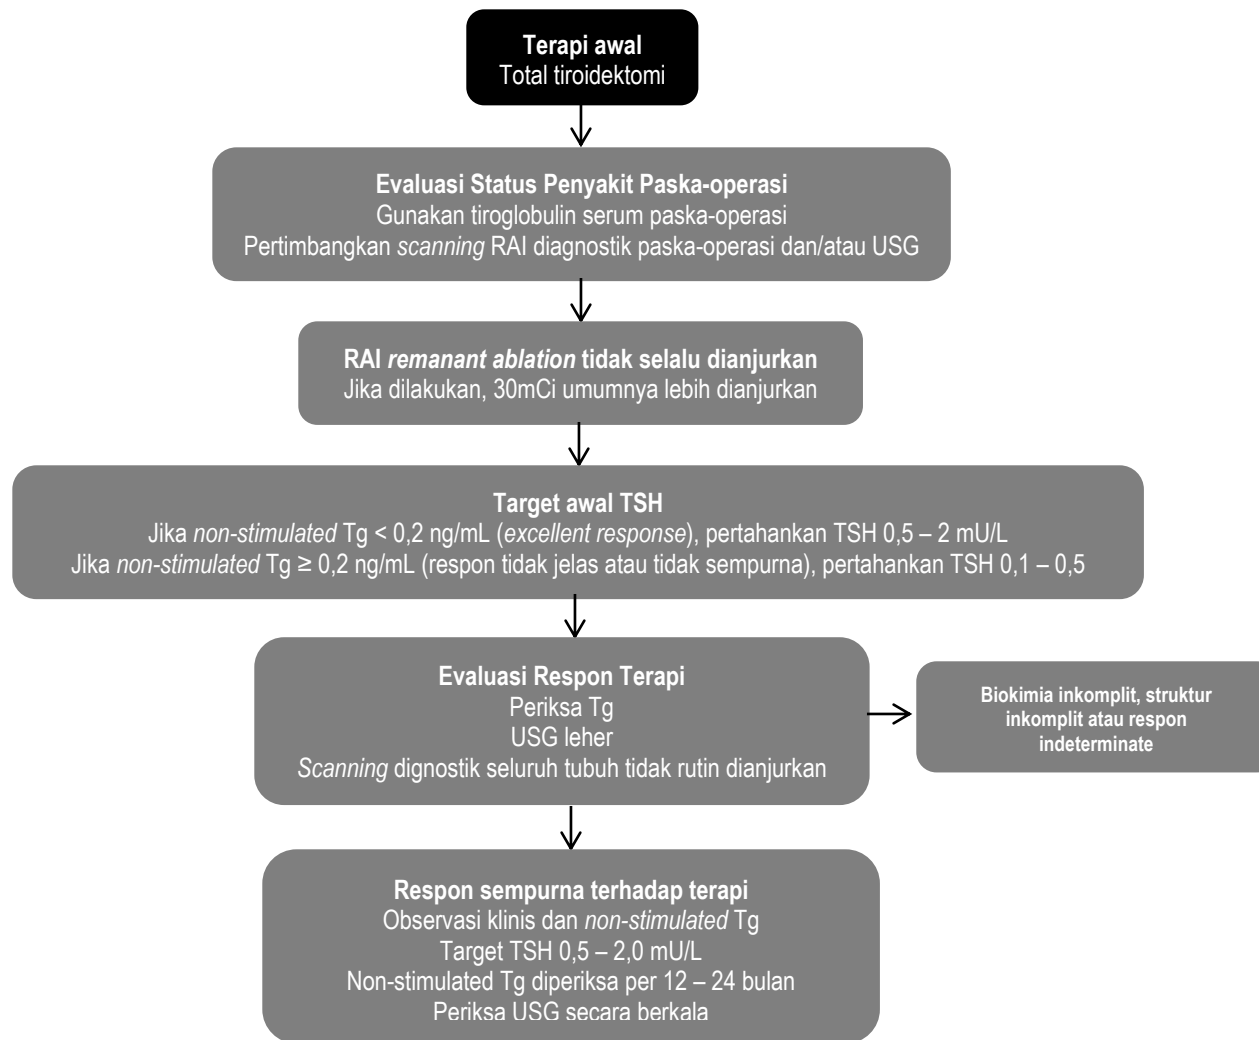 Terapi awal
Total tiroidektomi
Evaluasi Status Penyakit Paska-operasi
Gunakan tiroglobulin serum paska-operasi
Pertimbangkan scanning RAI diagnostik paska-operasi dan/atau USG
RAI remanant ablation tidak selalu dianjurkan
Jika dilakukan, 30mCi umumnya lebih dianjurkan
Target awal TSH
Jika non-stimulated Tg < 0,2 ng/mL (excellent response), pertahankan TSH 0,5 – 2 mU/L
Jika non-stimulated Tg ≥ 0,2 ng/mL (respon tidak jelas atau tidak sempurna), pertahankan TSH 0,1 – 0,5
Evaluasi Respon Terapi
Periksa Tg
USG leher
Scanning dignostik seluruh tubuh tidak rutin dianjurkan
Biokimia inkomplit, struktur
inkomplit atau respon
indeterminate
Respon sempurna terhadap terapi
Observasi klinis dan non-stimulated Tg
Target TSH 0,5 – 2,0 mU/L
Non-stimulated Tg diperiksa per 12 – 24 bulan
Periksa USG secara berkala